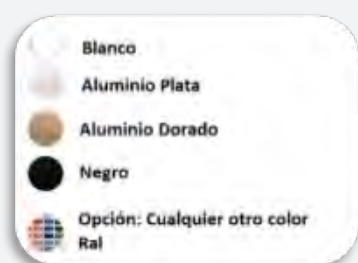 Blanco
Aluminio Plata
Aluminio Dorado
Negro
Opción: Cualquier otro color
Ral